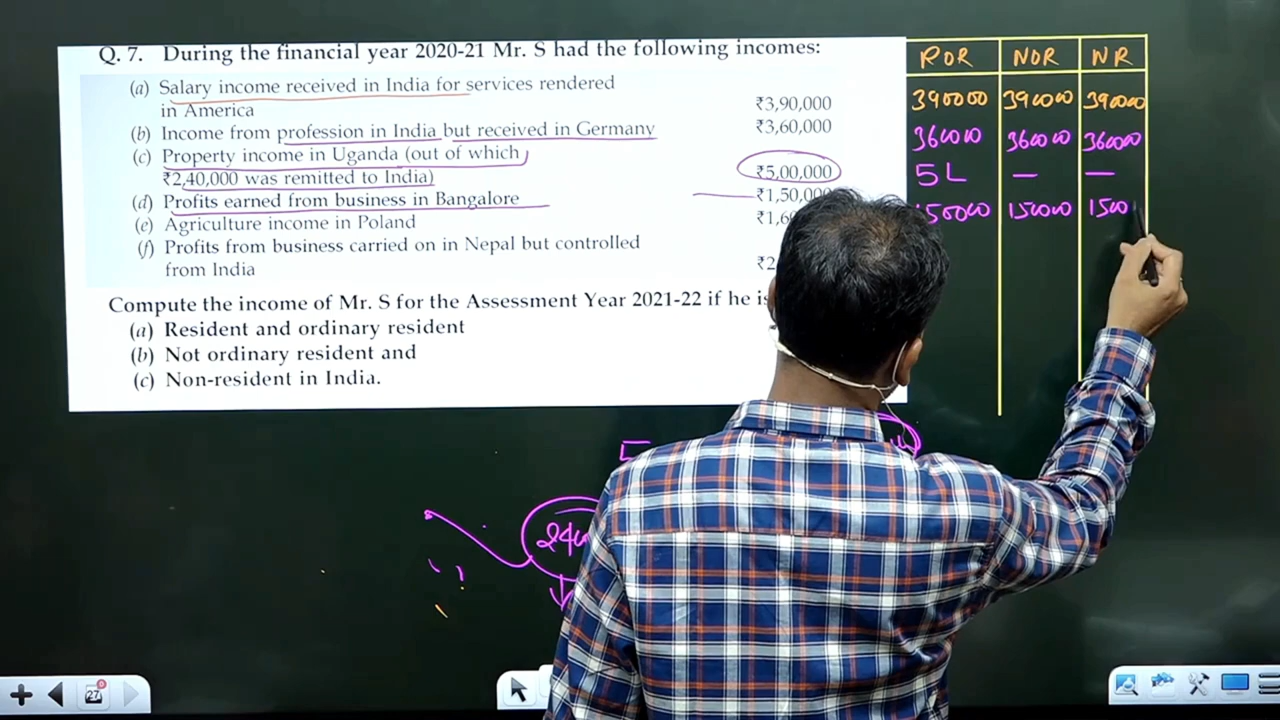 Q. 7. During the financial year 2020-21 Mr. S had the following incomes:
(a) Salary income received in India for services rendered
in America ₹3,90,000
(b) Income from profession in India but received in Germany ₹3,60,000
(c) Property income in Uganda (out of which
₹2,40,000 was remitted to India) ₹5,00,000
(d) Profits earned from business in Bangalore ₹1,50,000
(e) Agriculture income in Poland
(f) Profits from business carried on in Nepal but controlled
from India
Compute the income of Mr. S for the Assessment Year 2021-22 if he is
(a) Resident and ordinary resident
(b) Not ordinary resident and
(c) Non-resident in India.
ROR NOR NR
390000 390000 390000
360000 360000 360000
5L — —
150000 150000 1500
27